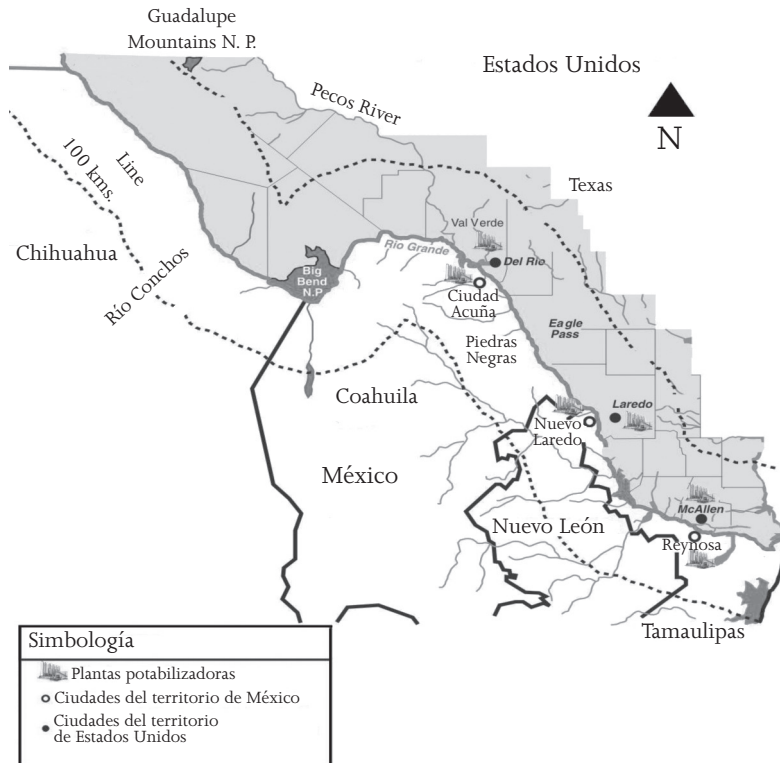 Guadalupe
Mountains N. P.
Estados Unidos
Pecos River
N
100 kms.
Line
Texas
Chihuahua
Río Conchos
Val Verde
Río Grande
Del Rio
Big
Bend
N.P
Ciudad
Acuña
Eagle
Pass
Piedras
Negras
Coahuila
Laredo
Nuevo
Laredo
México
McAllen
Nuevo León
Reynosa
Tamaulipas
Simbología
Plantas potabilizadoras
Ciudades del territorio de México
Ciudades del territorio
de Estados Unidos